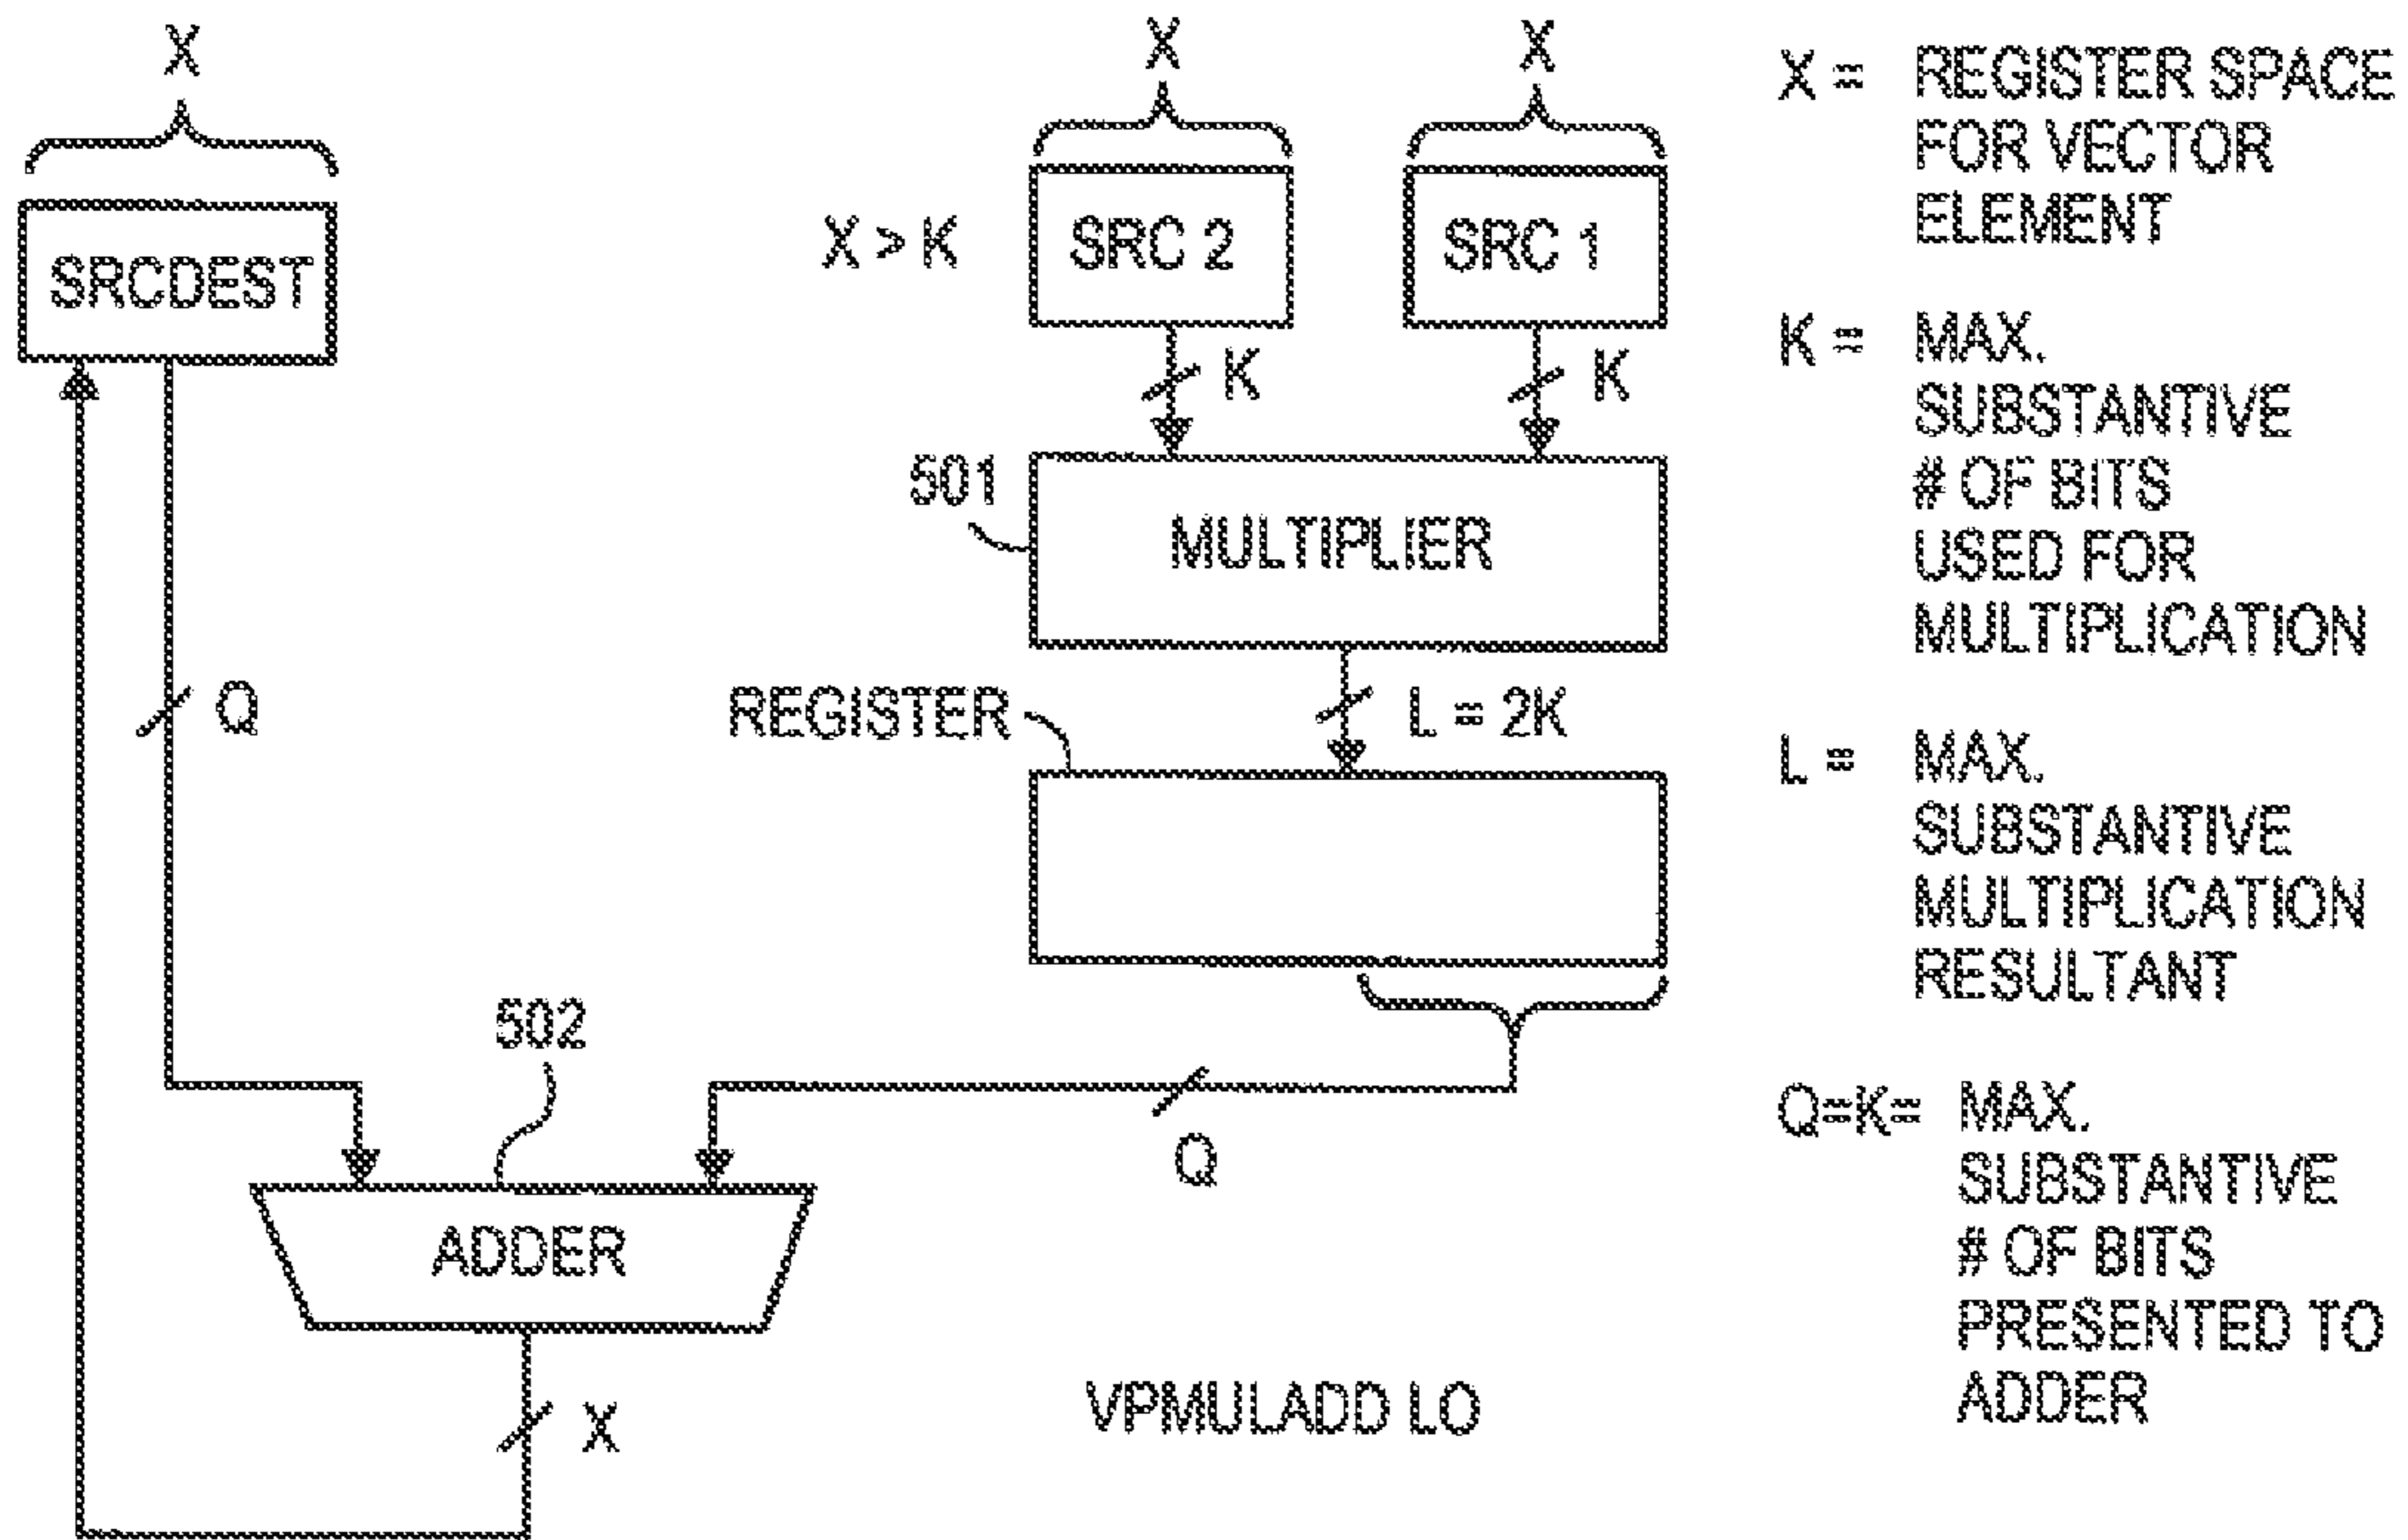 X
X
X
SRCDEST
X > K
SRC 2
SRC 1
K
K
501
MULTIPLIER
Q
REGISTER
L = 2K
502
Q
ADDER
X
VPMULADD LO
X = REGISTER SPACE
FOR VECTOR
ELEMENT
K = MAX.
SUBSTANTIVE
# OF BITS
USED FOR
MULTIPLICATION
L = MAX.
SUBSTANTIVE
MULTIPLICATION
RESULTANT
Q=K= MAX.
SUBSTANTIVE
# OF BITS
PRESENTED TO
ADDER